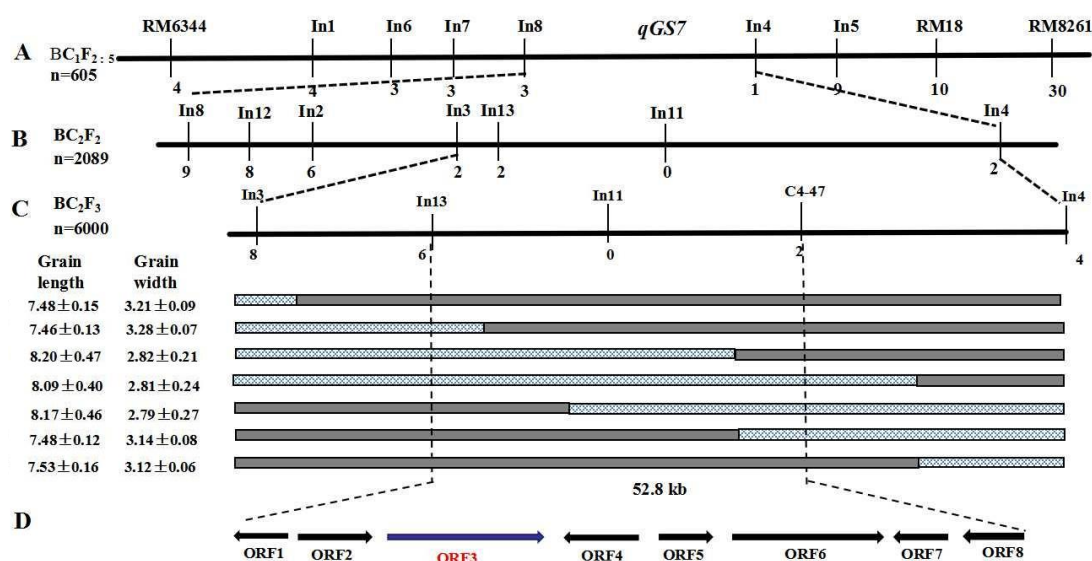 RM6344 In1 In6 In7 In8 qGS7 In4 In5 RM18 RM8261
A BC1F2:5
n=605
4 4 3 3 3 1 9 10 30
In8 In12 In2 In3 In13 In11 In4
B BC2F2
n=2089
9 8 6 2 2 0 2
C BC2F3
n=6000
In3 In13 In11 C4-47 In4
8 6 0 2 4
Grain length Grain width
7.48±0.15 3.21±0.09
7.46±0.13 3.28±0.07
8.20±0.47 2.82±0.21
8.09±0.40 2.81±0.24
8.17±0.46 2.79±0.27
7.48±0.12 3.14±0.08
7.53±0.16 3.12±0.06
52.8 kb
D
ORF1 ORF2 ORF3 ORF4 ORF5 ORF6 ORF7 ORF8